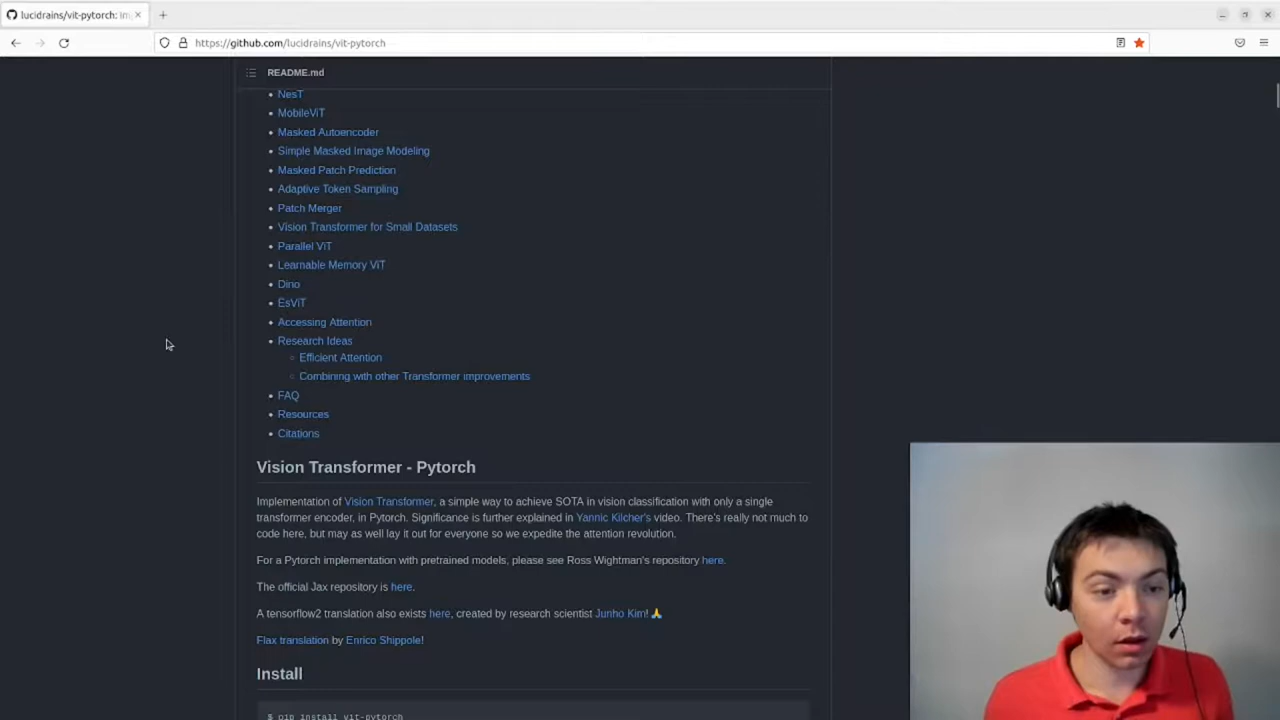 lucidrains/vit-pytorch: Im
https://github.com/lucidrains/vit-pytorch
README.md
NesT
MobileViT
Masked Autoencoder
Simple Masked Image Modeling
Masked Patch Prediction
Adaptive Token Sampling
Patch Merger
Vision Transformer for Small Datasets
Parallel ViT
Learnable Memory ViT
Dino
EsViT
Accessing Attention
Research Ideas
Efficient Attention
Combining with other Transformer improvements
FAQ
Resources
Citations
Vision Transformer - Pytorch
Implementation of Vision Transformer, a simple way to achieve SOTA in vision classification with only a single
transformer encoder, in Pytorch. Significance is further explained in Yannic Kilcher's video. There's really not much to
code here, but may as well lay it out for everyone so we expedite the attention revolution.
For a Pytorch implementation with pretrained models, please see Ross Wightman's repository here.
The official Jax repository is here.
A tensorflow2 translation also exists here, created by research scientist Junho Kim! 🙏
Flax translation by Enrico Shippole!
Install
$ pip install vit-pytorch